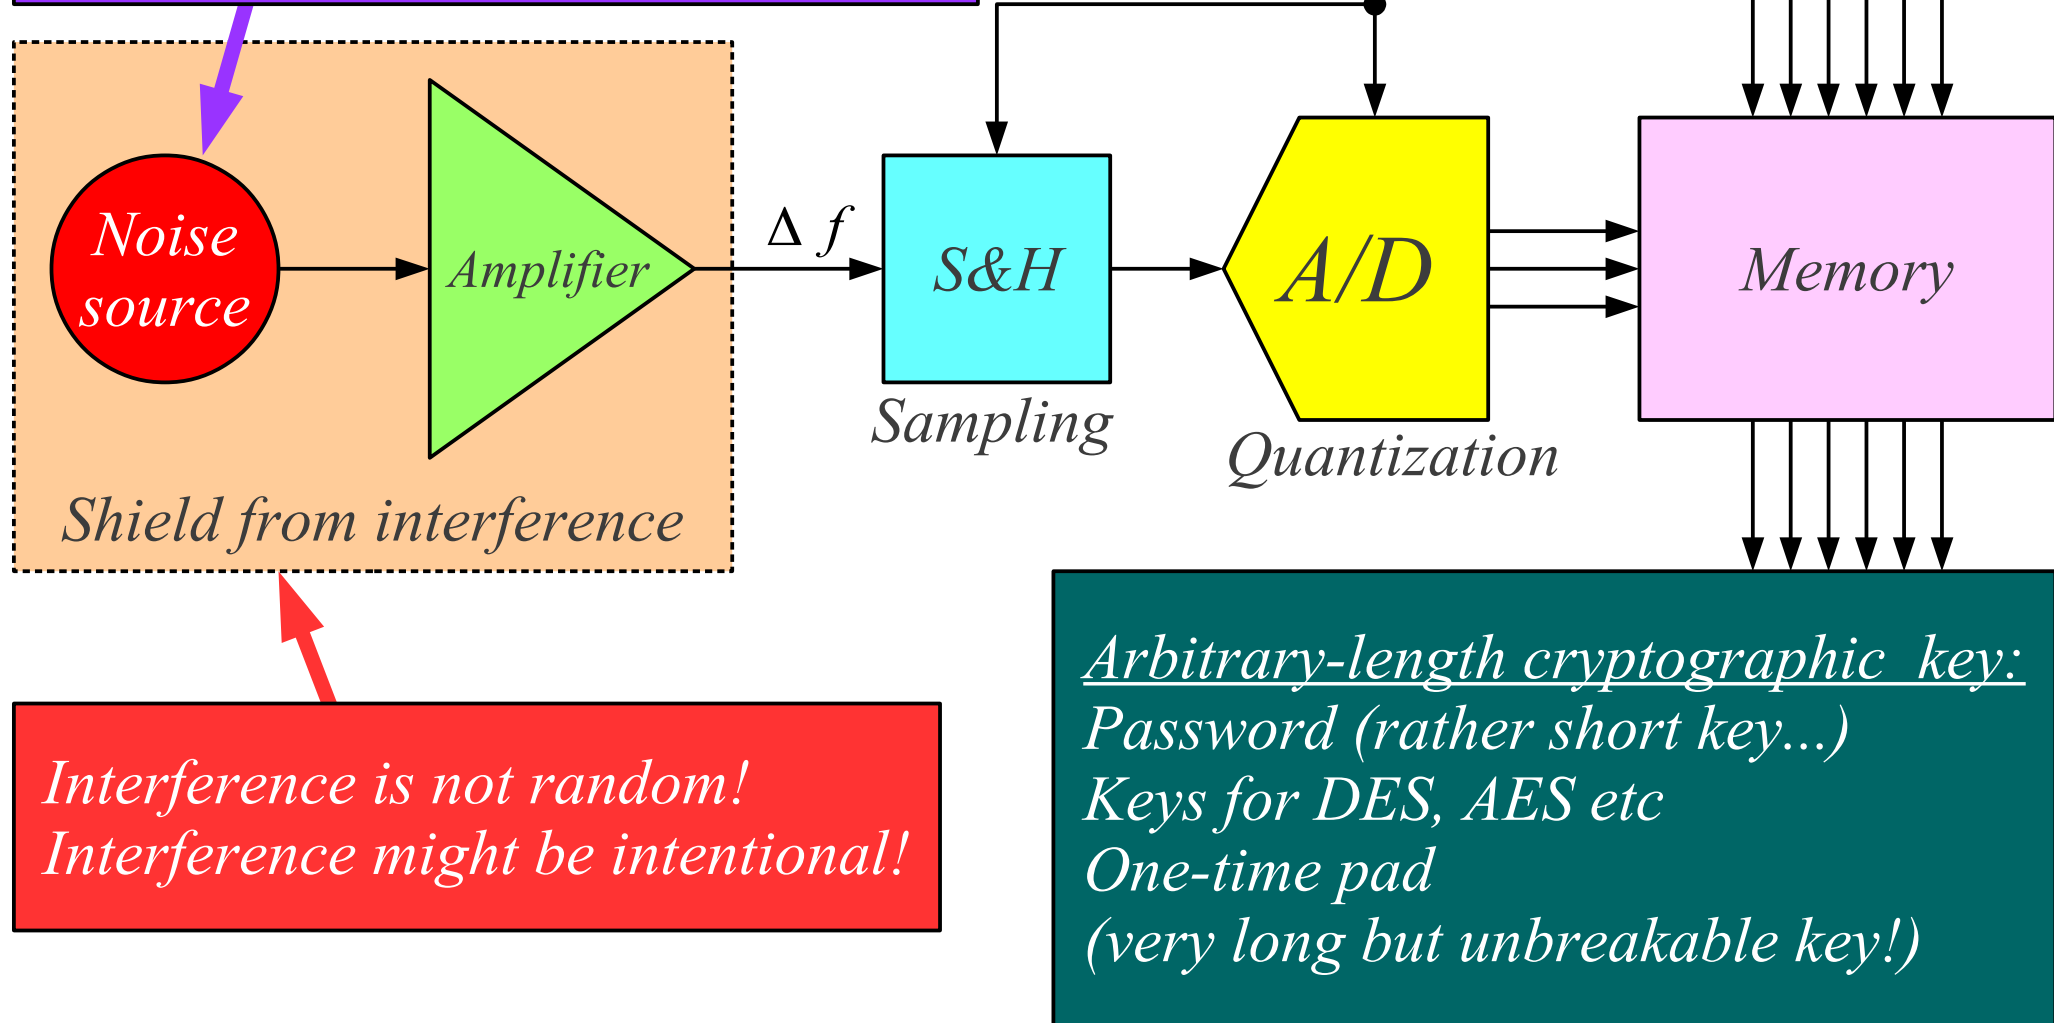 Noise
source
Amplifier
Δ f
S&H
A/D
Memory
Sampling
Quantization
Shield from interference
Interference is not random!
Interference might be intentional!
Arbitrary-length cryptographic key:
Password (rather short key...)
Keys for DES, AES etc
One-time pad
(very long but unbreakable key!)